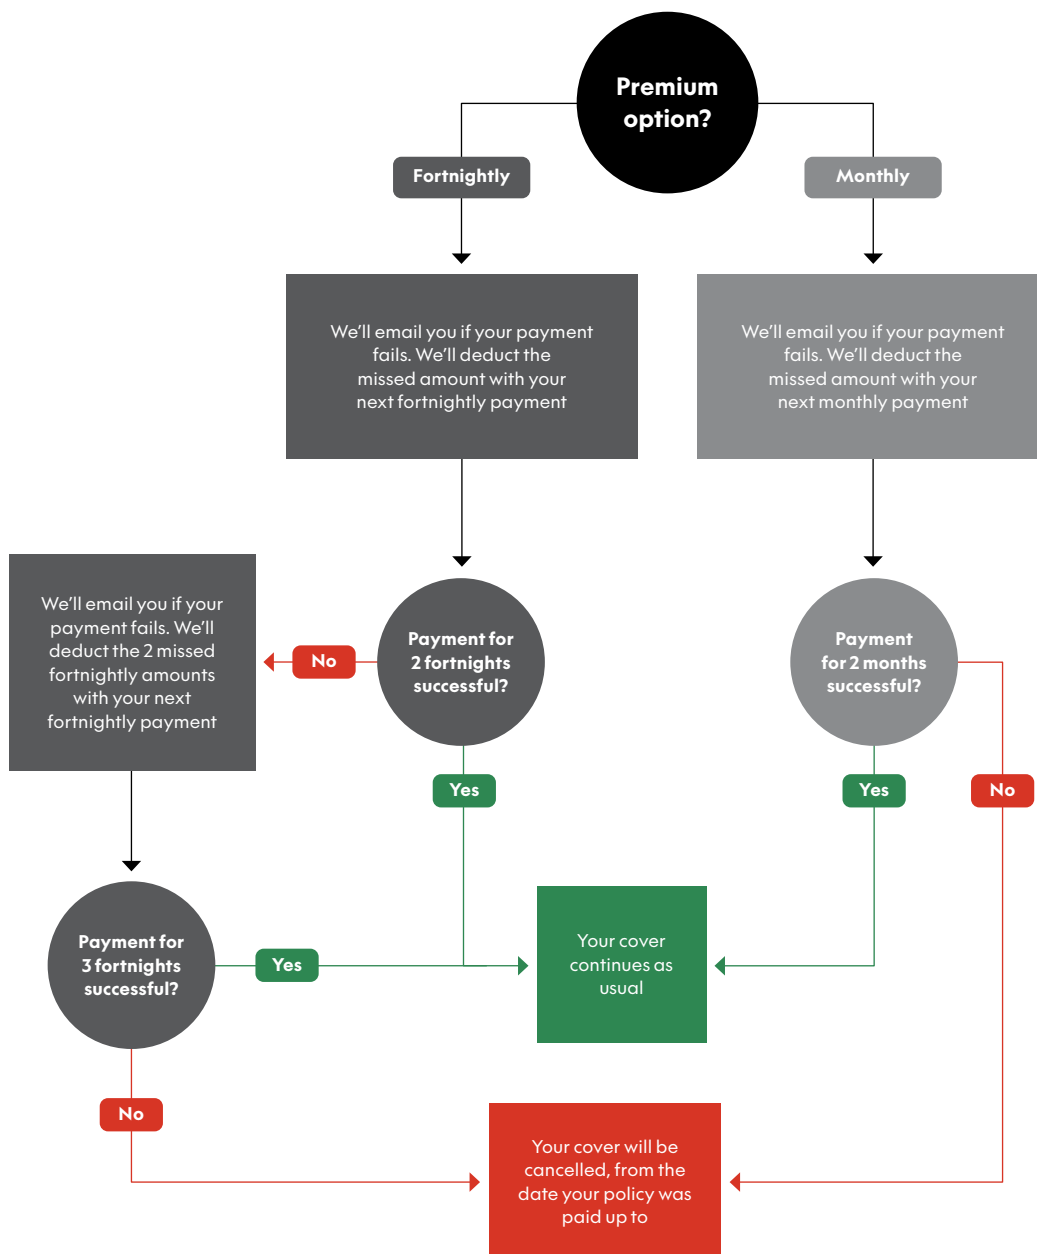 Premium
option?
Fortnightly
Monthly
We'll email you if your payment
fails. We'll deduct the
missed amount with your
next fortnightly payment
We'll email you if your payment
fails. We'll deduct the
missed amount with your
next monthly payment
We'll email you if your
payment fails. We'll
deduct the 2 missed
fortnightly amounts
with your next
fortnightly payment
No
Payment for
2 fortnights
successful?
Payment
for 2 months
successful?
Yes
Yes
No
Payment for
3 fortnights
successful?
Yes
Your cover
continues as
usual
No
Your cover will be
cancelled, from the
date your policy was
paid up to